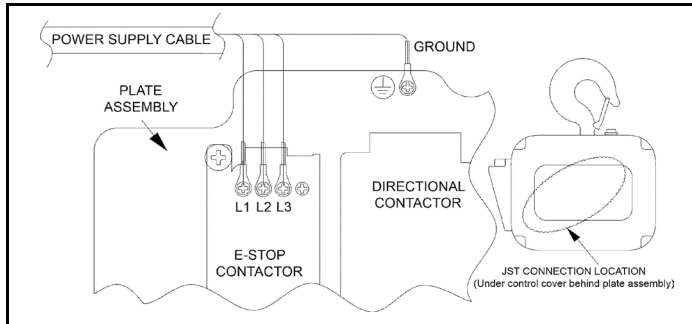 POWER SUPPLY CABLE
GROUND
PLATE
ASSEMBLY
L1 L2 L3
DIRECTIONAL
CONTACTOR
E-STOP
CONTACTOR
JST CONNECTION LOCATION
(Under control cover behind plate assembly)